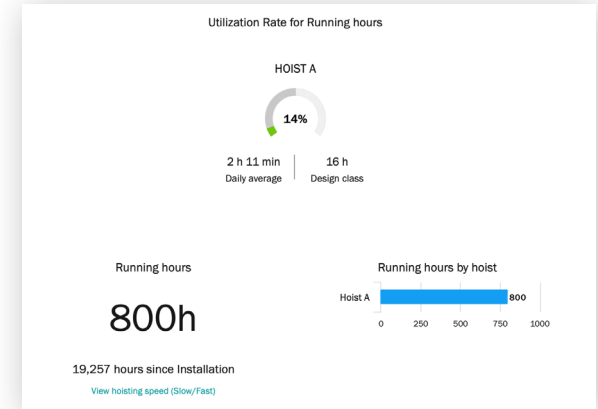 Utilization Rate for Running hours
HOIST A
14%
2 h 11 min
16 h
Daily average
Design class
Running hours
800h
19,257 hours since Installation
View hoisting speed (Slow/Fast)
Running hours by hoist
Hoist A
800
0 250 500 750 1000